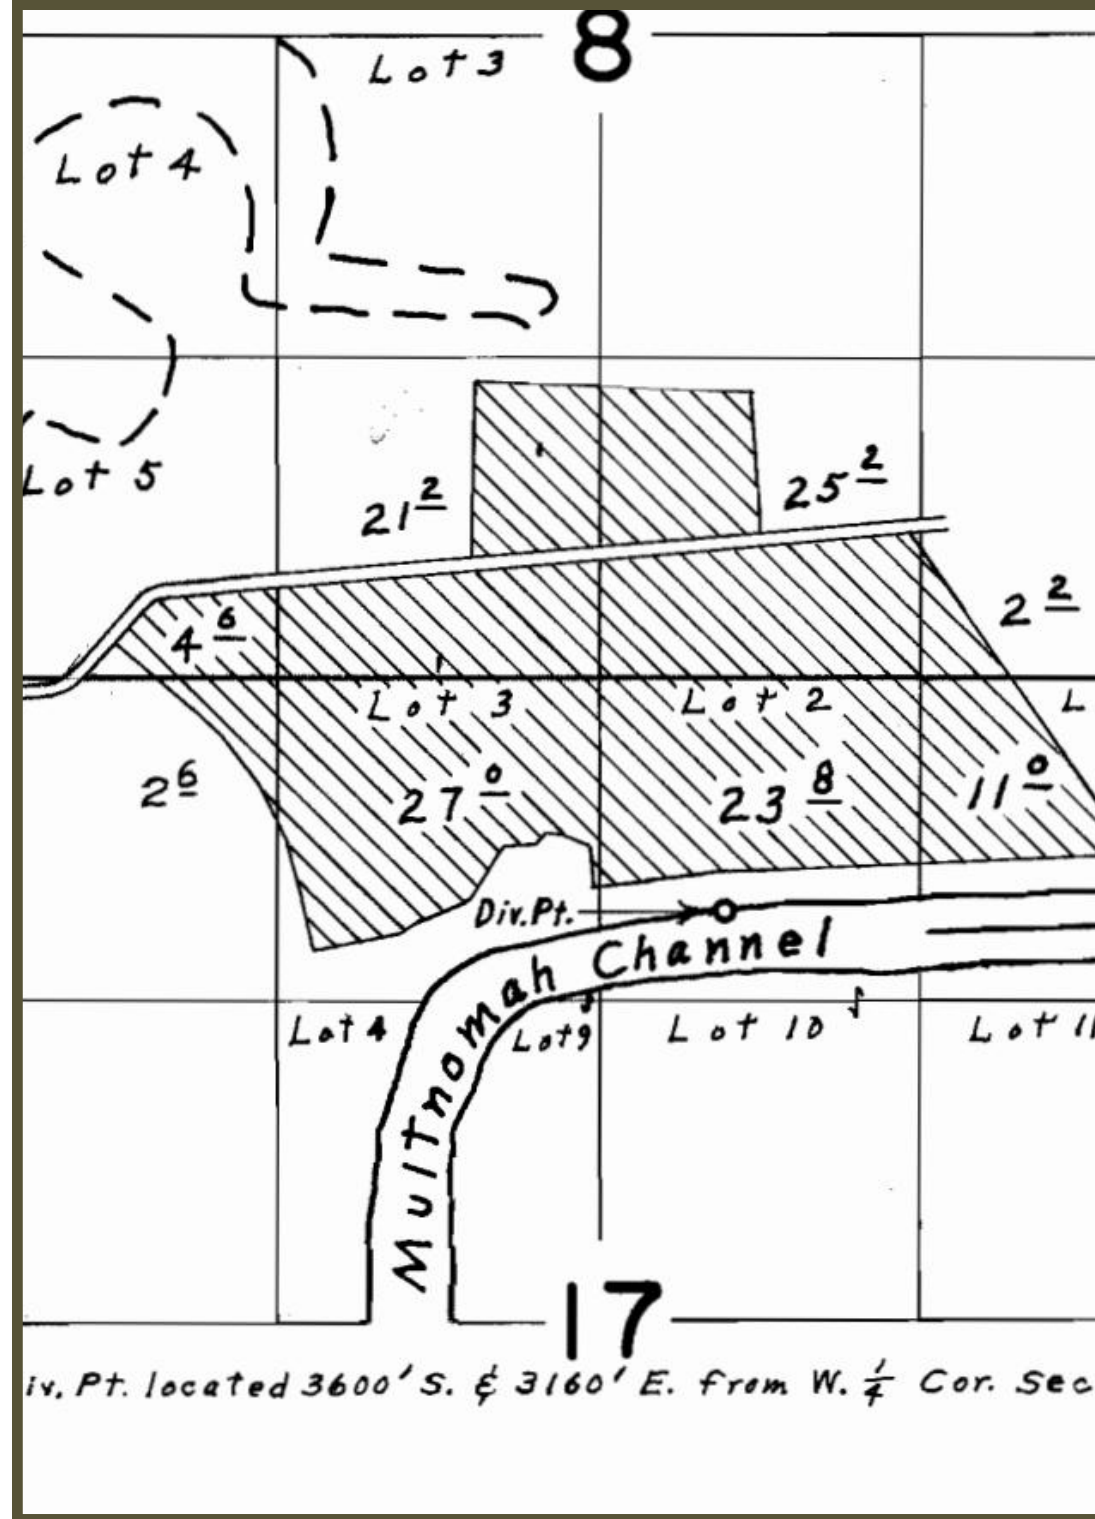 8
Lot 3
Lot 4
Lot 5
21 2
25 2
4 6
2 2
Lot 3
Lot 2
L
2 6
27 0
23 8
11 0
Div. Pt.
Multnomah Channel
Lot 4
Lot 9
Lot 10
Lot 11
17
iv. Pt. located 3600' S. & 3160' E. from W. 1/4 Cor. Sec